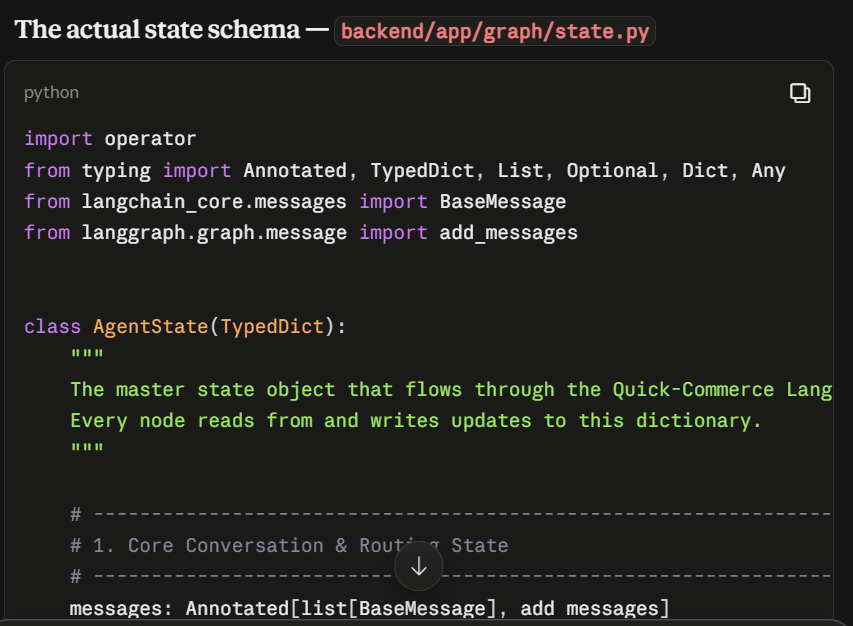 The actual state schema — backend/app/graph/state.py
python
import operator
from typing import Annotated, TypedDict, List, Optional, Dict, Any
from langchain_core.messages import BaseMessage
from langgraph.graph.message import add_messages
class AgentState(TypedDict):
"""
The master state object that flows through the Quick-Commerce Lang
Every node reads from and writes updates to this dictionary.
"""
# ----------------------------------------------------------------
# 1. Core Conversation & Routing State
# ----------------------------------------------------------------
messages: Annotated[list[BaseMessage], add_messages]